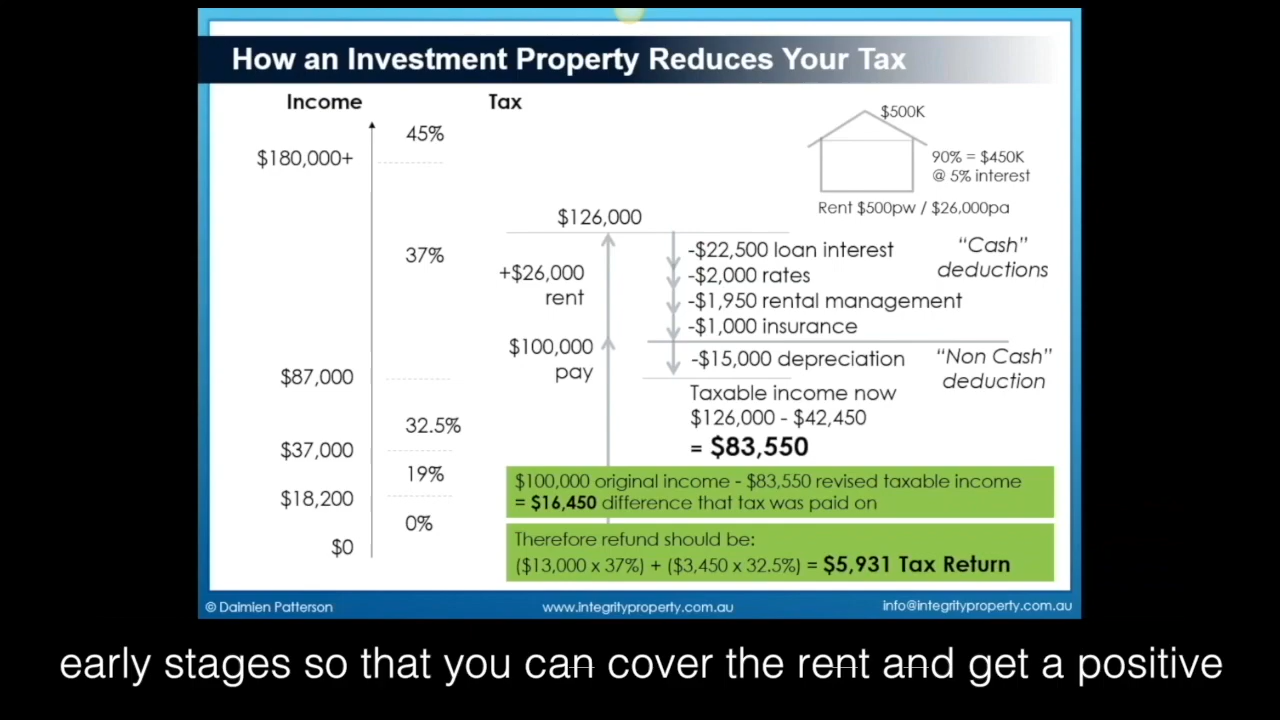 How an Investment Property Reduces Your Tax
Income
Tax
45%
$180,000+
37%
$87,000
32.5%
$37,000
19%
$18,200
0%
$0
$126,000
+$26,000
rent
$100,000
pay
$500K
90% = $450K
@ 5% interest
Rent $500pw / $26,000pa
-$22,500 loan interest
-$2,000 rates
-$1,950 rental management
-$1,000 insurance
"Cash"
deductions
-$15,000 depreciation
"Non Cash"
deduction
Taxable income now
$126,000 - $42,450
= $83,550
$100,000 original income - $83,550 revised taxable income
= $16,450 difference that tax was paid on
Therefore refund should be:
($13,000 x 37%) + ($3,450 x 32.5%) = $5,931 Tax Return
© Daimien Patterson
www.integrityproperty.com.au
info@integrityproperty.com.au
early stages so that you can cover the rent and get a positive